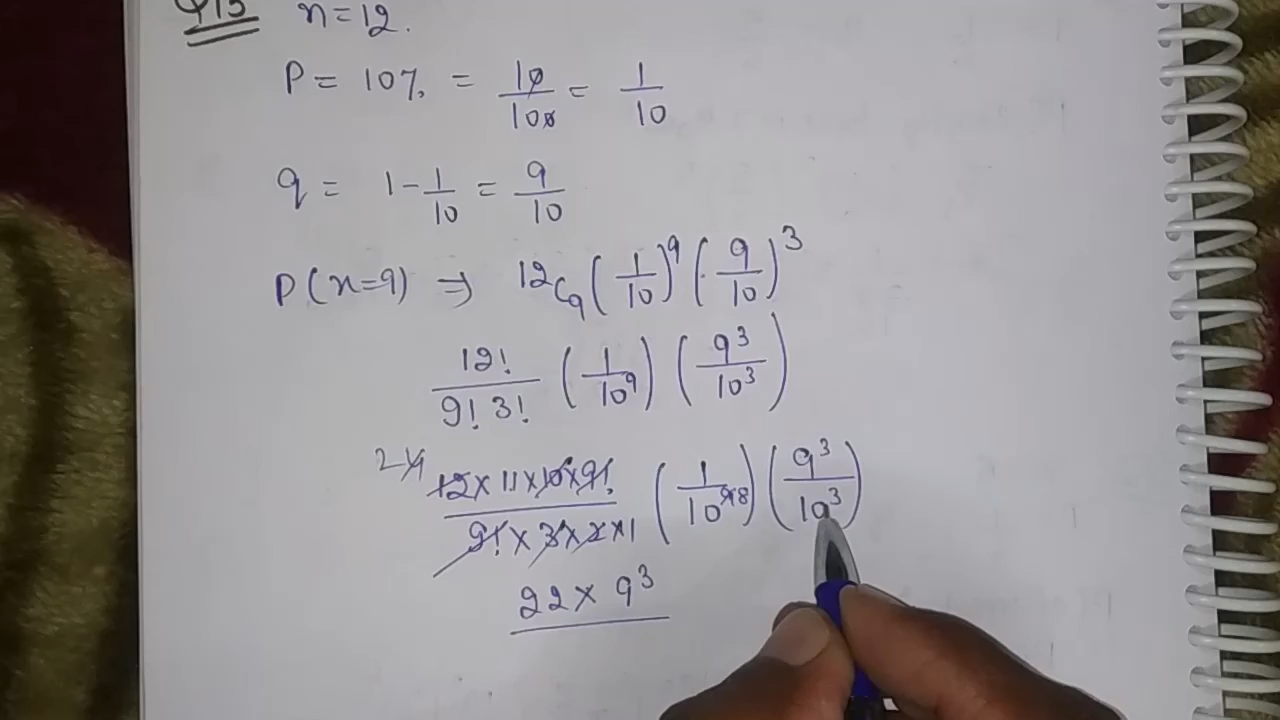 Q13 n=12.
P = 10% = 10/100 = 1/10
q = 1 - 1/10 = 9/10
P(x=9) ⇒ 12C9 (1/10)^9 (9/10)^3
12!/9! 3! (1/10^9) (9^3/10^3)
2 4 12 × 11 × 10 × 9!/9! × 3 × 2 × 1 (1/10^9 8) (9^3/10^3)
22 × 9^3